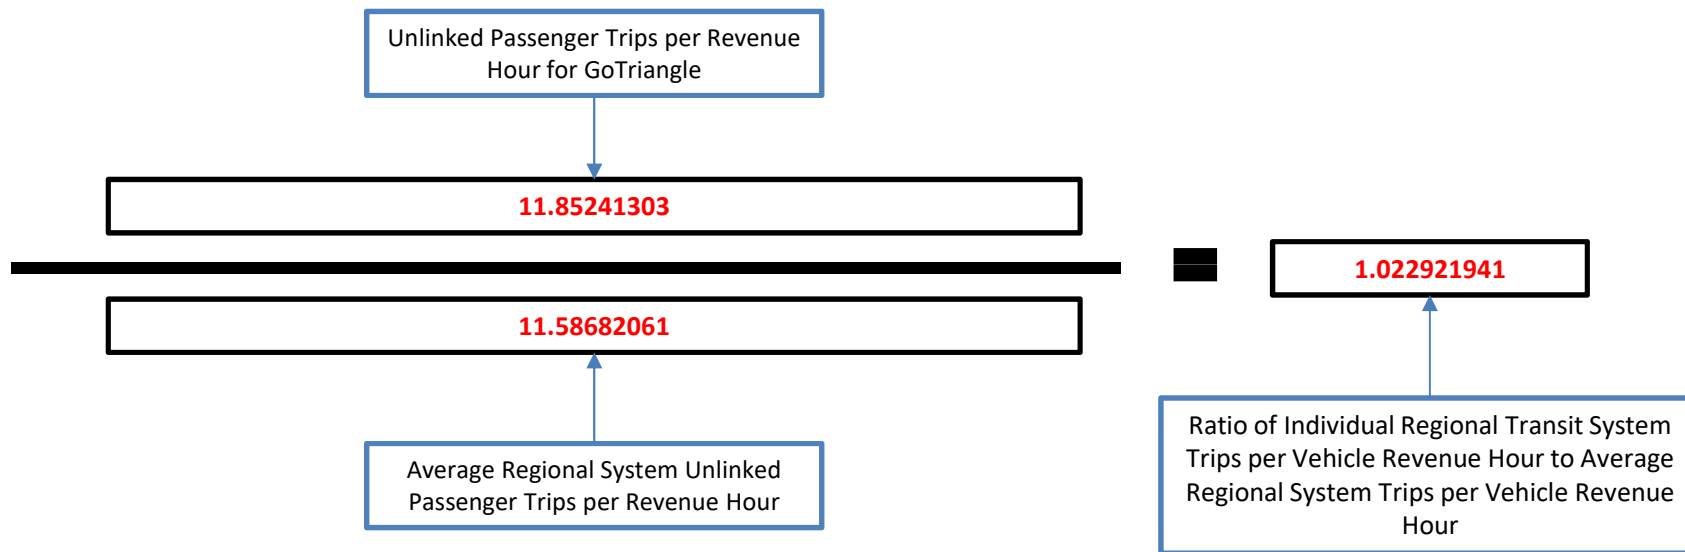 Unlinked Passenger Trips per Revenue
Hour for GoTriangle
11.85241303
1.022921941
11.58682061
Average Regional System Unlinked
Passenger Trips per Revenue Hour
Ratio of Individual Regional Transit System
Trips per Vehicle Revenue Hour to Average
Regional System Trips per Vehicle Revenue
Hour